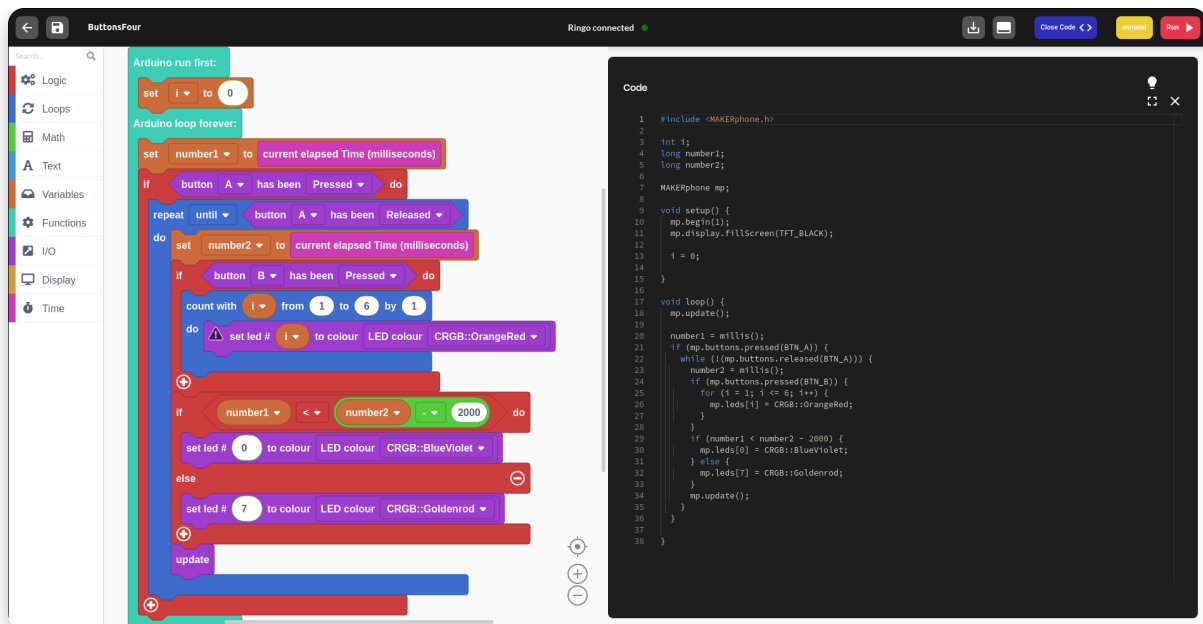 ButtonsFour
Ringo connected
Close Code < >
minimal
Run
Search...
Logic
Loops
Math
Text
Variables
Functions
I/O
Display
Time
Arduino run first:
set i to 0
Arduino loop forever:
set number1 to current elapsed Time (milliseconds)
if button A has been Pressed do
repeat until button A has been Released
do
set number2 to current elapsed Time (milliseconds)
if button B has been Pressed do
count with i from 1 to 6 by 1
do set led # i to colour LED colour CRGB::OrangeRed
if number1 < number2 - 2000 do
set led # 0 to colour LED colour CRGB::BlueViolet
else
set led # 7 to colour LED colour CRGB::Goldenrod
update
Code
1 #include <MAKERphone.h>
2
3 int i;
4 long number1;
5 long number2;
6
7 MAKERphone mp;
8
9 void setup() {
10 mp.begin(1);
11 mp.display.fillScreen(TFT_BLACK);
12
13 i = 0;
14
15 }
16
17 void loop() {
18 mp.update();
19
20 number1 = millis();
21 if (mp.buttons.pressed(BTN_A)) {
22 while (!(mp.buttons.released(BTN_A))) {
23 number2 = millis();
24 if (mp.buttons.pressed(BTN_B)) {
25 for (i = 1; i <= 6; i++) {
26 mp.leds[i] = CRGB::OrangeRed;
27 }
28 }
29 if (number1 < number2 - 2000) {
30 mp.leds[0] = CRGB::BlueViolet;
31 } else {
32 mp.leds[7] = CRGB::Goldenrod;
33 }
34 mp.update();
35 }
36 }
37
38 }